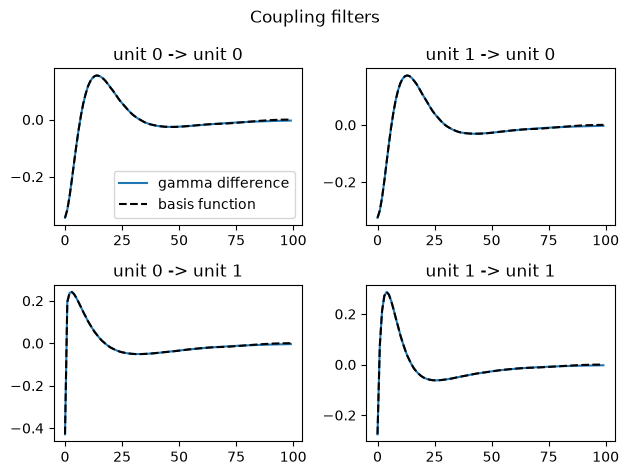 Coupling filters
unit 0 -> unit 0
unit 1 -> unit 0
0.0
−0.2
gamma difference
basis function
0 25 50 75 100
0.0
−0.2
0 25 50 75 100
unit 0 -> unit 1
unit 1 -> unit 1
0.2
0.0
−0.2
−0.4
0 25 50 75 100
0.2
0.0
−0.2
0 25 50 75 100